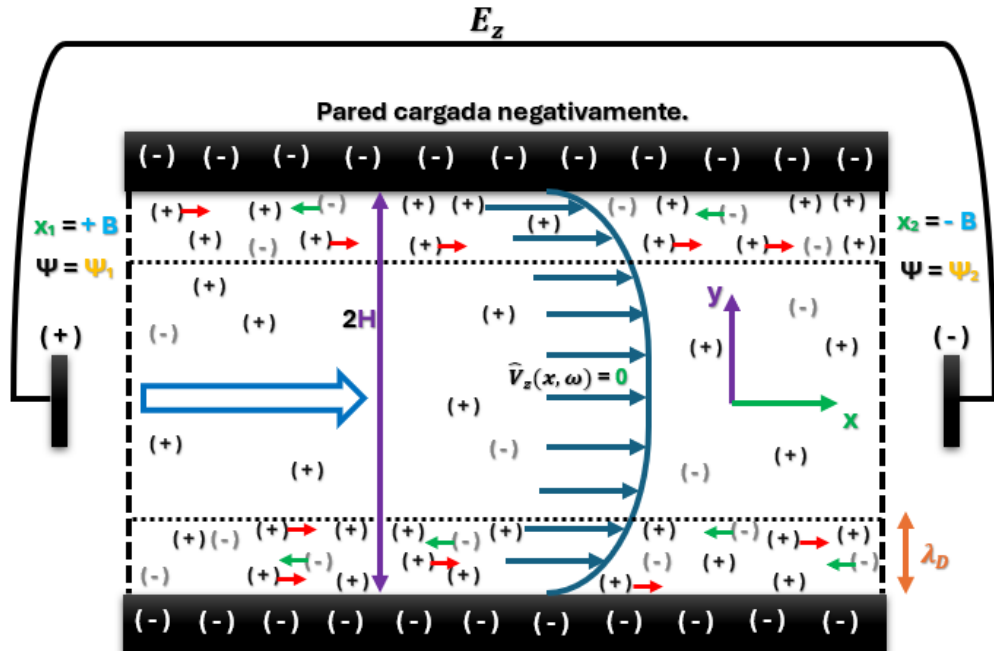 E_z
Pared cargada negativamente.
(-) (-) (-) (-) (-) (-) (-) (-) (-) (-) (-)
(+) (+) (-) (+) (+) (-) (+) (-) (+) (+)
x₁ = + B
x₂ = - B
(+) (-) (+) (+) (+) (+) (+) (-) (+)
Ψ = Ψ₁
Ψ = Ψ₂
(+)
y
(-)
(+) (-) (+) 2H (+) (-)
(+) (+) (-)
V̂_z(x, ω) = 0
(+)
x
(+) (+) (-) (-) (+)
(+) (-) (+) (+) (+) (+) (+) (-) (+)
(+) (-) (+) (-) (+)
λ_D
(-) (+) (-) (+) (+) (+) (-) (+) (-)
(+) (+)
(-) (-) (-) (-) (-) (-) (-) (-) (-) (-) (-)